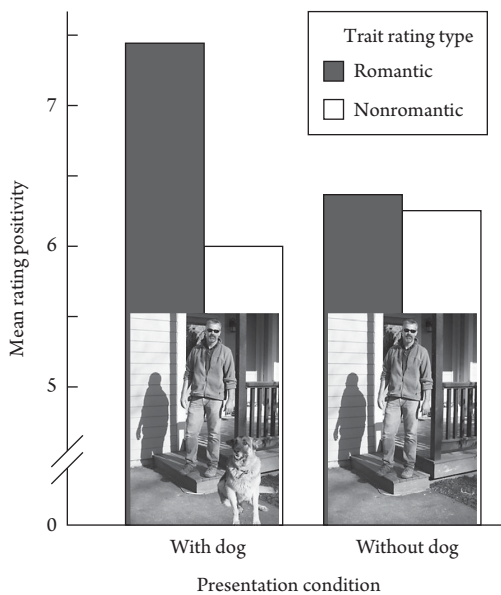 Trait rating type
Romantic
Nonromantic
7
6
5
0
Mean rating positivity
With dog
Without dog
Presentation condition